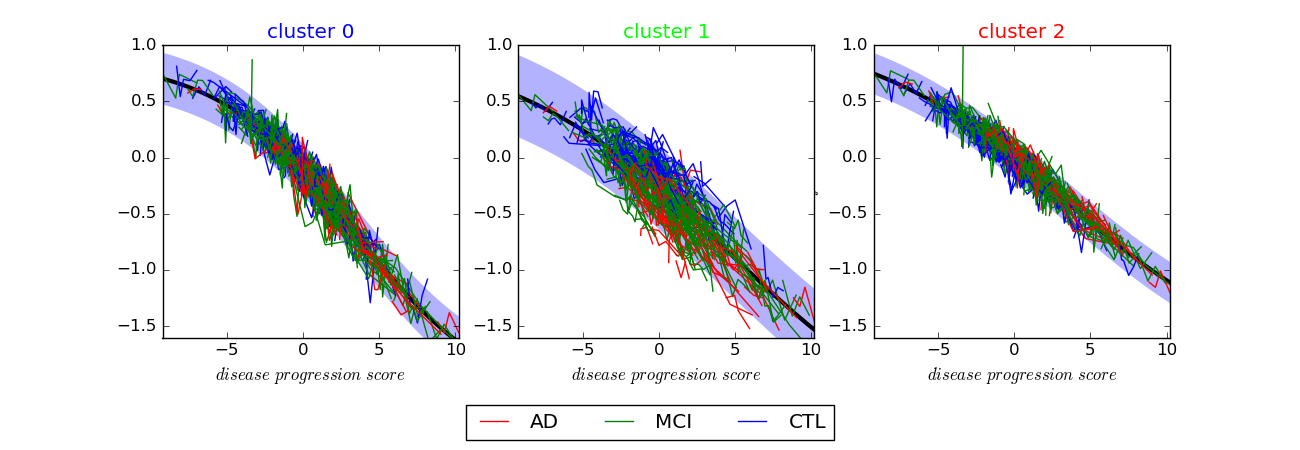 cluster 0 cluster 1 cluster 2
1.0 1.0 1.0
0.5 0.5 0.5
0.0 0.0 0.0
−0.5 −0.5 −0.5
−1.0 −1.0 −1.0
−1.5 −1.5 −1.5
−5 0 5 10 −5 0 5 10 −5 0 5 10
disease progression score disease progression score disease progression score
AD MCI CTL